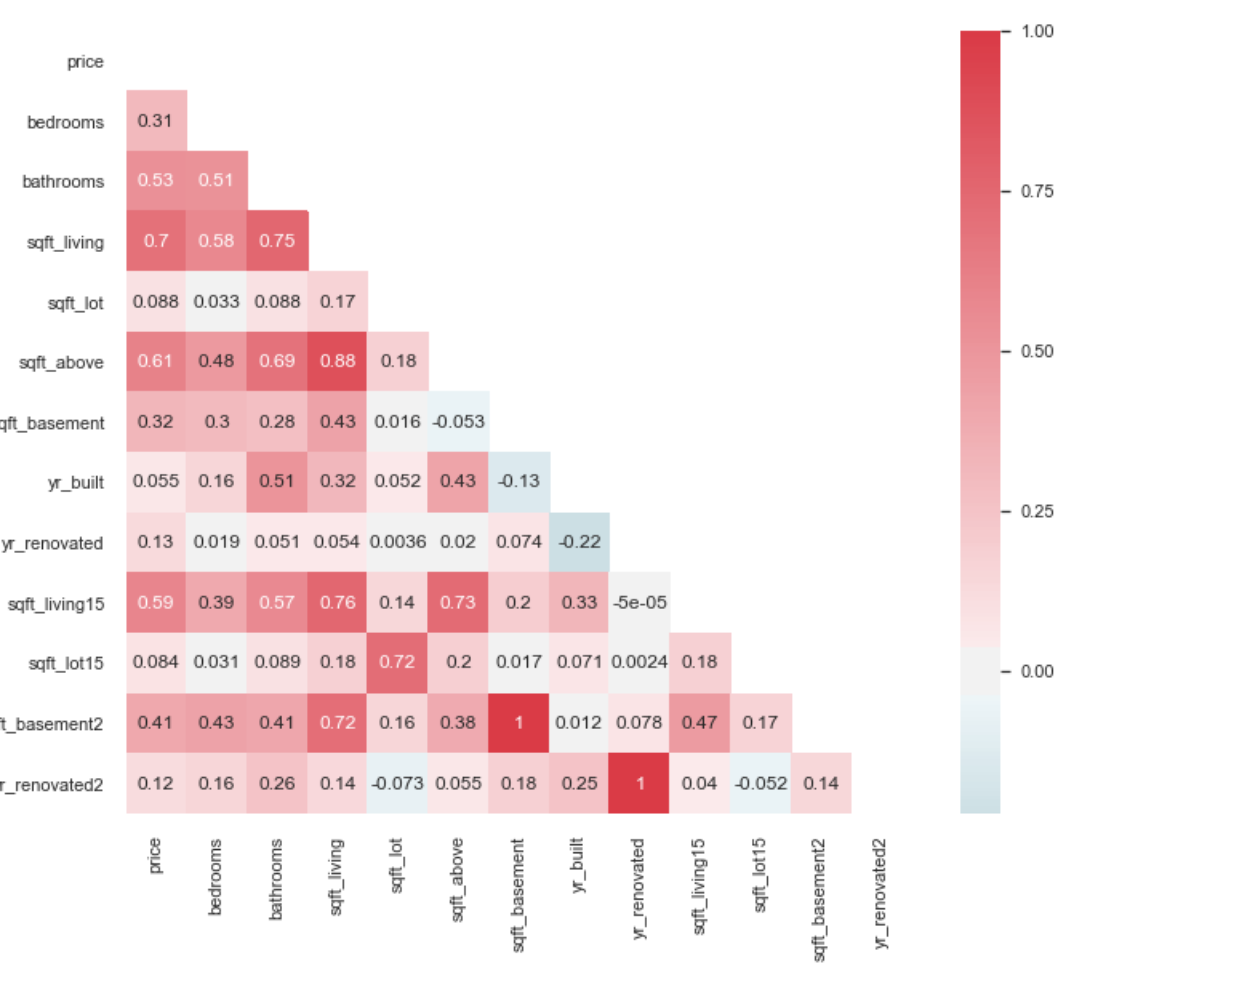 price
bedrooms 0.31
bathrooms 0.53 0.51
sqft_living 0.7 0.58 0.75
sqft_lot 0.088 0.033 0.088 0.17
sqft_above 0.61 0.48 0.69 0.88 0.18
qft_basement 0.32 0.3 0.28 0.43 0.016 -0.053
yr_built 0.055 0.16 0.51 0.32 0.052 0.43 -0.13
yr_renovated 0.13 0.019 0.051 0.054 0.0036 0.02 0.074 -0.22
sqft_living15 0.59 0.39 0.57 0.76 0.14 0.73 0.2 0.33 -5e-05
sqft_lot15 0.084 0.031 0.089 0.18 0.72 0.2 0.017 0.071 0.0024 0.18
ft_basement2 0.41 0.43 0.41 0.72 0.16 0.38 1 0.012 0.078 0.47 0.17
r_renovated2 0.12 0.16 0.26 0.14 -0.073 0.055 0.18 0.25 1 0.04 -0.052 0.14
price
bedrooms
bathrooms
sqft_living
sqft_lot
sqft_above
sqft_basement
yr_built
yr_renovated
sqft_living15
sqft_lot15
sqft_basement2
yr_renovated2
1.00
0.75
0.50
0.25
0.00